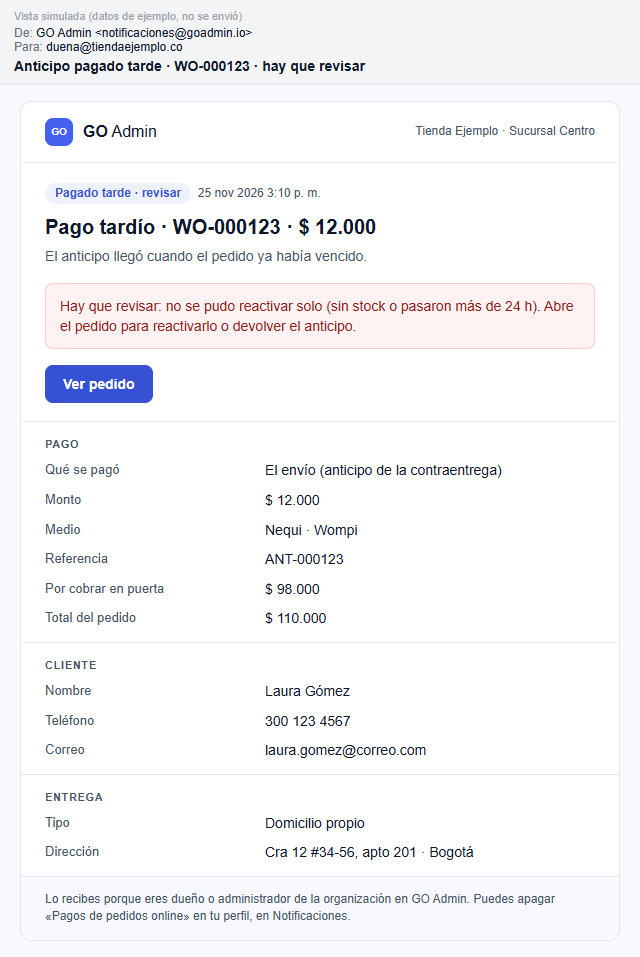 Vista simulada (datos de ejemplo, no se envió)
De: GO Admin <notificaciones@goadmin.io>
Para: duena@tiendaejemplo.co
Anticipo pagado tarde · WO-000123 · hay que revisar
GO GO Admin Tienda Ejemplo · Sucursal Centro
Pagado tarde · revisar 25 nov 2026 3:10 p. m.
Pago tardío · WO-000123 · $ 12.000
El anticipo llegó cuando el pedido ya había vencido.
Hay que revisar: no se pudo reactivar solo (sin stock o pasaron más de 24 h). Abre
el pedido para reactivarlo o devolver el anticipo.
Ver pedido
PAGO
Qué se pagó El envío (anticipo de la contraentrega)
Monto $ 12.000
Medio Nequi · Wompi
Referencia ANT-000123
Por cobrar en puerta $ 98.000
Total del pedido $ 110.000
CLIENTE
Nombre Laura Gómez
Teléfono 300 123 4567
Correo laura.gomez@correo.com
ENTREGA
Tipo Domicilio propio
Dirección Cra 12 #34-56, apto 201 · Bogotá
Lo recibes porque eres dueño o administrador de la organización en GO Admin. Puedes apagar
«Pagos de pedidos online» en tu perfil, en Notificaciones.